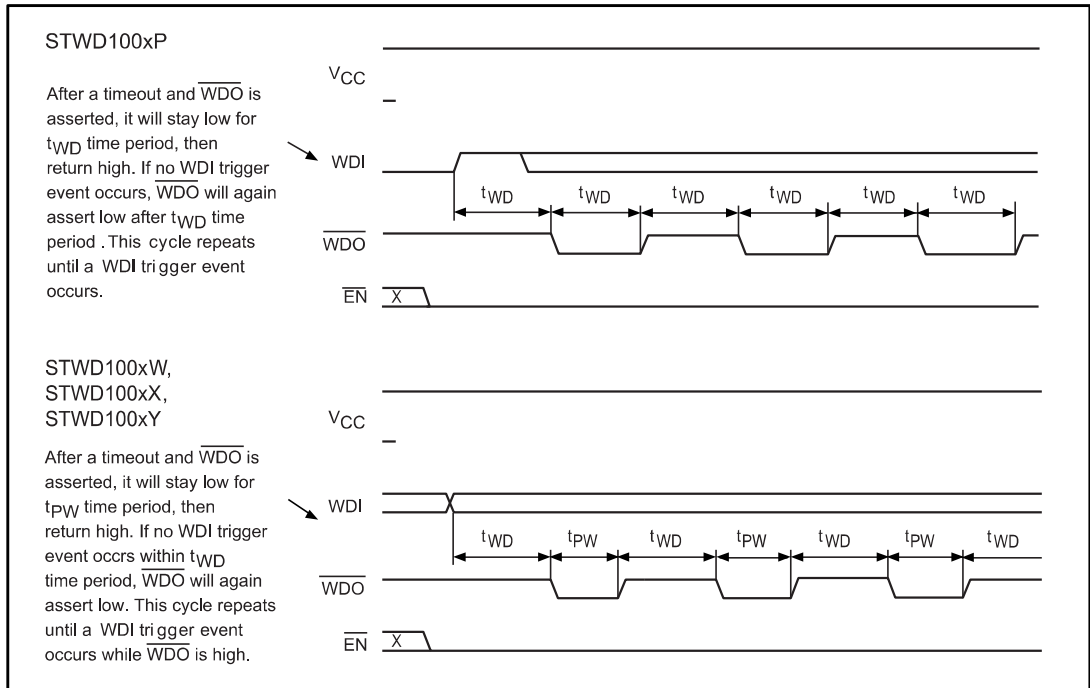 STWD100xP
After a timeout and WDO is
asserted, it will stay low for
tWD time period, then
return high. If no WDI trigger
event occurs, WDO will again
assert low after tWD time
period . This cycle repeats
until a WDI trigger event
occurs.
VCC
WDI
tWD tWD tWD tWD tWD tWD
WDO
EN X
STWD100xW,
STWD100xX,
STWD100xY
After a timeout and WDO is
asserted, it will stay low for
tPW time period, then
return high. If no WDI trigger
event occrs within tWD
time period, WDO will again
assert low. This cycle repeats
until a WDI trigger event
occurs while WDO is high.
VCC
WDI
tWD tPW tWD tPW tWD tPW tWD
WDO
EN X